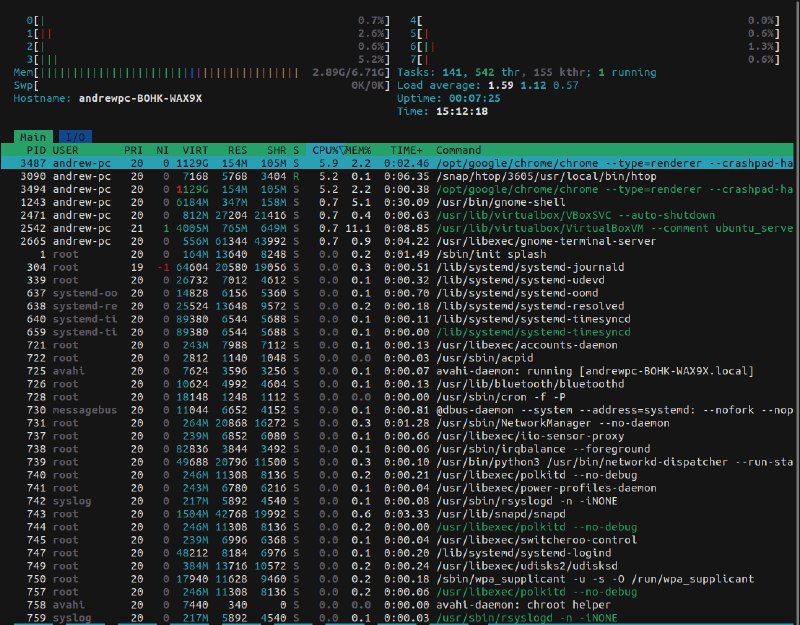 0[| 0.7%] 4[ 0.0%]
1[|| 2.6%] 5[| 0.6%]
2[| 0.6%] 6[|| 1.3%]
3[||| 5.2%] 7[| 0.6%]
Mem[|||||||||||||||||||||||||||||||||||||||| 2.89G/6.71G] Tasks: 141, 542 thr, 155 kthr; 1 running
Swp[ 0K/0K] Load average: 1.59 1.12 0.57
Hostname: andrewpc-BOHK-WAX9X Uptime: 00:07:25
Time: 15:12:18
Main I/O
PID USER PRI NI VIRT RES SHR S CPU%▽MEM% TIME+ Command
3487 andrew-pc 20 0 1129G 154M 105M S 5.9 2.2 0:02.46 /opt/google/chrome/chrome --type=renderer --crashpad-ha
3090 andrew-pc 20 0 7168 5768 3404 R 5.2 0.1 0:06.35 /snap/htop/3605/usr/local/bin/htop
3494 andrew-pc 20 0 1129G 154M 105M S 5.2 2.2 0:00.38 /opt/google/chrome/chrome --type=renderer --crashpad-ha
1243 andrew-pc 20 0 6184M 347M 158M S 0.7 5.1 0:30.09 /usr/bin/gnome-shell
2471 andrew-pc 20 0 812M 27204 21416 S 0.7 0.4 0:00.63 /usr/lib/virtualbox/VBoxSVC --auto-shutdown
2542 andrew-pc 21 1 4005M 765M 649M S 0.7 11.1 0:08.85 /usr/lib/virtualbox/VirtualBoxVM --comment ubuntu_serve
2665 andrew-pc 20 0 556M 61344 43992 S 0.7 0.9 0:04.22 /usr/libexec/gnome-terminal-server
1 root 20 0 164M 13640 8248 S 0.0 0.2 0:01.49 /sbin/init splash
304 root 19 -1 64604 20580 19056 S 0.0 0.3 0:00.51 /lib/systemd/systemd-journald
339 root 20 0 26732 7012 4612 S 0.0 0.1 0:00.32 /lib/systemd/systemd-udevd
637 systemd-oo 20 0 14828 6156 5360 S 0.0 0.1 0:00.70 /lib/systemd/systemd-oomd
638 systemd-re 20 0 25524 13648 9572 S 0.0 0.2 0:00.18 /lib/systemd/systemd-resolved
640 systemd-ti 20 0 89380 6544 5688 S 0.0 0.1 0:00.11 /lib/systemd/systemd-timesyncd
659 systemd-ti 20 0 89380 6544 5688 S 0.0 0.1 0:00.00 /lib/systemd/systemd-timesyncd
721 root 20 0 243M 7988 7112 S 0.0 0.1 0:00.13 /usr/libexec/accounts-daemon
722 root 20 0 2812 1140 1048 S 0.0 0.0 0:00.03 /usr/sbin/acpid
725 avahi 20 0 7624 3596 3256 S 0.0 0.1 0:00.07 avahi-daemon: running [andrewpc-BOHK-WAX9X.local]
726 root 20 0 10624 4992 4604 S 0.0 0.1 0:00.13 /usr/lib/bluetooth/bluetoothd
728 root 20 0 18148 1248 1112 S 0.0 0.0 0:00.00 /usr/sbin/cron -f -P
730 messagebus 20 0 11044 6652 4152 S 0.0 0.1 0:00.81 @dbus-daemon --system --address=systemd: --nofork --nop
731 root 20 0 264M 20868 16272 S 0.0 0.3 0:01.28 /usr/sbin/NetworkManager --no-daemon
737 root 20 0 239M 6852 6080 S 0.0 0.1 0:00.66 /usr/libexec/iio-sensor-proxy
738 root 20 0 82836 3844 3492 S 0.0 0.1 0:00.06 /usr/sbin/irqbalance --foreground
739 root 20 0 49688 20796 11500 S 0.0 0.3 0:00.10 /usr/bin/python3 /usr/bin/networkd-dispatcher --run-sta
740 root 20 0 246M 11308 8136 S 0.0 0.2 0:00.21 /usr/libexec/polkitd --no-debug
741 root 20 0 243M 6780 6216 S 0.0 0.1 0:00.04 /usr/libexec/power-profiles-daemon
742 syslog 20 0 217M 5892 4540 S 0.0 0.1 0:00.08 /usr/sbin/rsyslogd -n -iNONE
743 root 20 0 1504M 42768 19992 S 0.0 0.6 0:03.33 /usr/lib/snapd/snapd
744 root 20 0 246M 11308 8136 S 0.0 0.2 0:00.00 /usr/libexec/polkitd --no-debug
745 root 20 0 239M 6996 6368 S 0.0 0.1 0:00.04 /usr/libexec/switcheroo-control
747 root 20 0 48212 8184 6976 S 0.0 0.1 0:00.30 /lib/systemd/systemd-logind
749 root 20 0 384M 13716 10572 S 0.0 0.2 0:00.24 /usr/libexec/udisks2/udisksd
750 root 20 0 17940 11628 9460 S 0.0 0.2 0:00.18 /sbin/wpa_supplicant -u -s -O /run/wpa_supplicant
757 root 20 0 246M 11308 8136 S 0.0 0.2 0:00.06 /usr/libexec/polkitd --no-debug
758 avahi 20 0 7440 340 0 S 0.0 0.0 0:00.00 avahi-daemon: chroot helper
759 syslog 20 0 217M 5892 4540 S 0.0 0.1 0:00.03 /usr/sbin/rsyslogd -n -iNONE